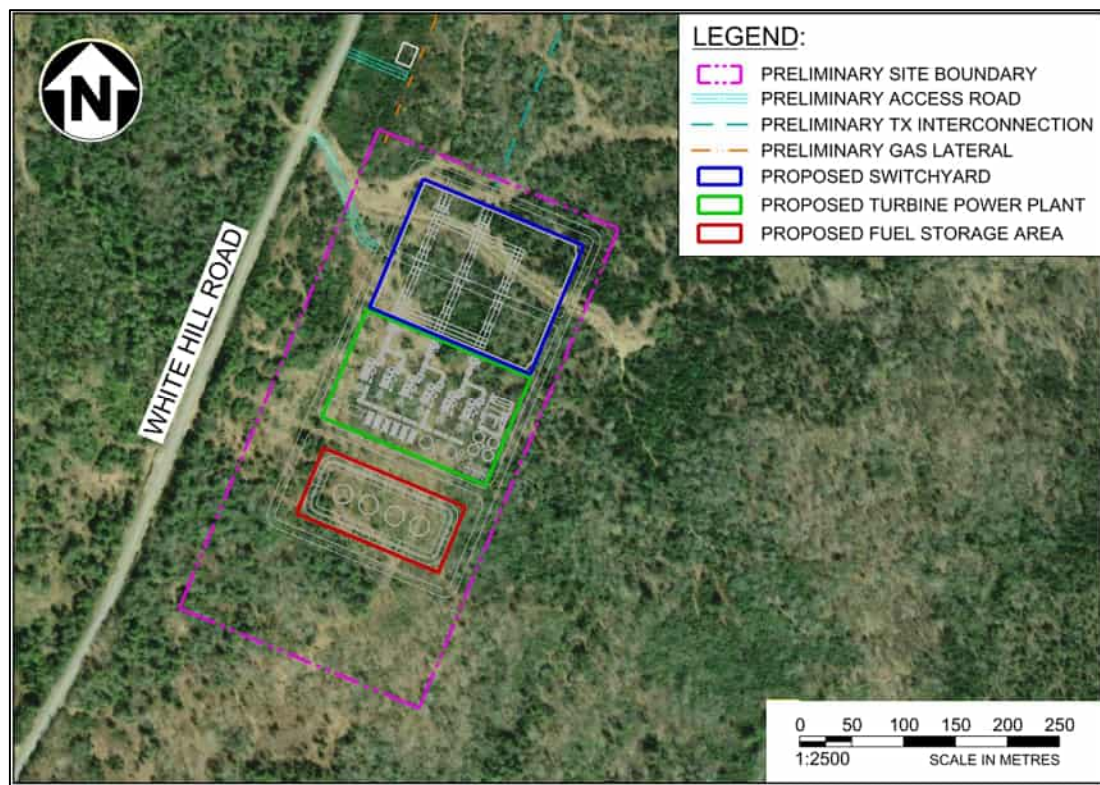 N
LEGEND:
PRELIMINARY SITE BOUNDARY
PRELIMINARY ACCESS ROAD
PRELIMINARY TX INTERCONNECTION
PRELIMINARY GAS LATERAL
PROPOSED SWITCHYARD
PROPOSED TURBINE POWER PLANT
PROPOSED FUEL STORAGE AREA
WHITE HILL ROAD
0 50 100 150 200 250
1:2500 SCALE IN METRES